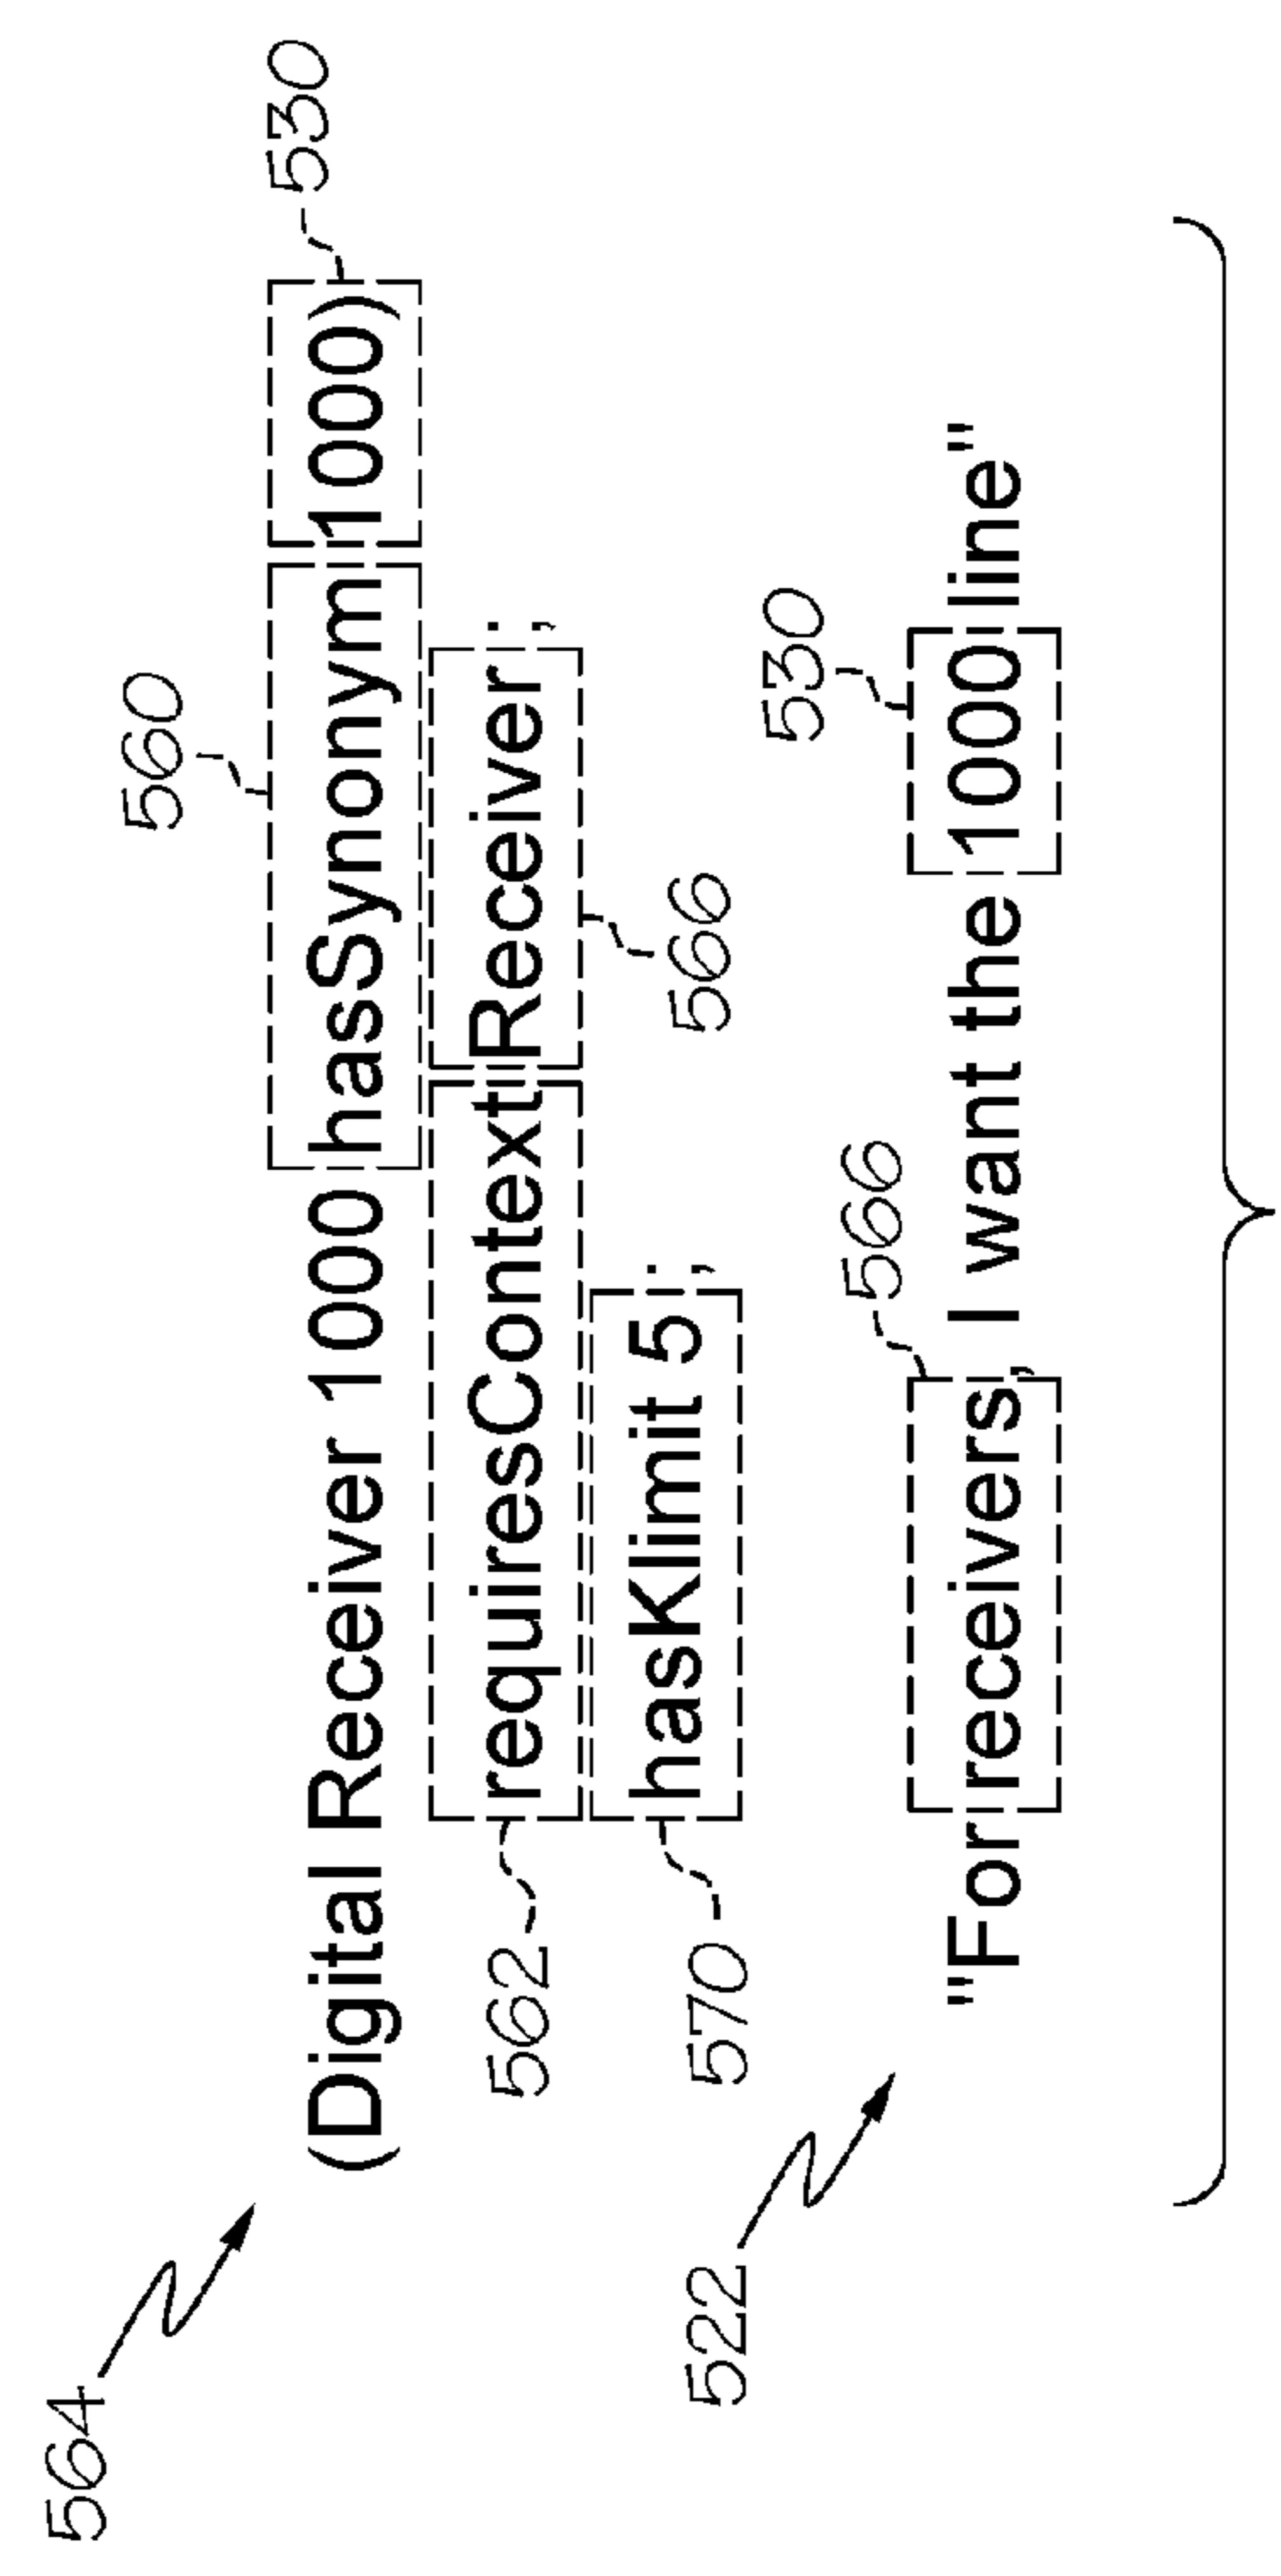 530
560
564
(Digital Receiver 1000 hasSynonym 1000)
562 requiresContext Receiver ;
566
570 hasKlimit 5 ;
530
566
522
"For receivers, I want the 1000 line"